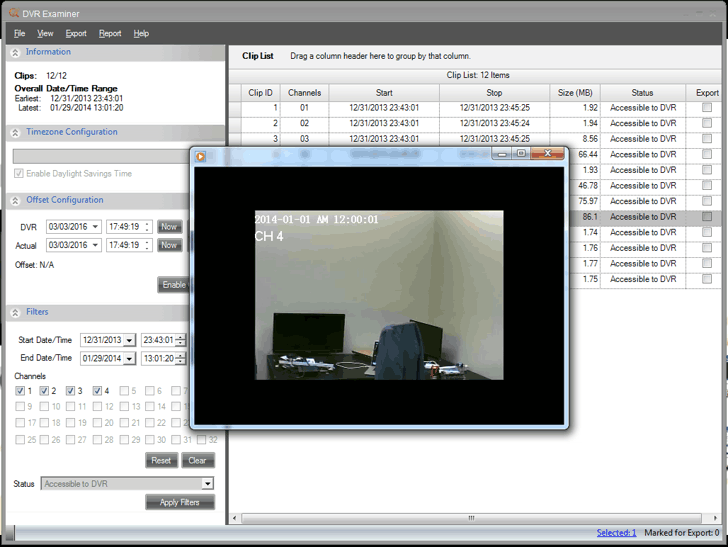 DVR Examiner
File View Export Report Help
Information
Clips: 12/12
Overall Date/Time Range
Earliest: 12/31/2013 23:43:01
Latest: 01/29/2014 13:01:20
Timezone Configuration
Enable Daylight Savings Time
Offset Configuration
DVR 03/03/2016 17:49:19 Now
Actual 03/03/2016 17:49:19 Now
Offset: N/A
Enable
Filters
Start Date/Time 12/31/2013 23:43:01
End Date/Time 01/29/2014 13:01:20
Channels
1 2 3 4 5 6 7
9 10 11 12 13 14 15
17 18 19 20 21 22 23
25 26 27 28 29 30 31 32
Reset Clear
Status Accessible to DVR
Apply Filters
Clip List Drag a column header here to group by that column.
Clip List: 12 Items
Clip ID Channels Start Stop Size (MB) Status Export
1 01 12/31/2013 23:43:01 12/31/2013 23:45:25 1.92 Accessible to DVR
2 02 12/31/2013 23:43:01 12/31/2013 23:45:24 1.94 Accessible to DVR
3 03 12/31/2013 23:43:01 12/31/2013 23:45:25 8.56 Accessible to DVR
66.44 Accessible to DVR
1.93 Accessible to DVR
46.78 Accessible to DVR
75.97 Accessible to DVR
86.1 Accessible to DVR
1.74 Accessible to DVR
1.76 Accessible to DVR
1.77 Accessible to DVR
1.75 Accessible to DVR
2014-01-01 AM 12:00:01
CH 4
Selected: 1 Marked for Export: 0